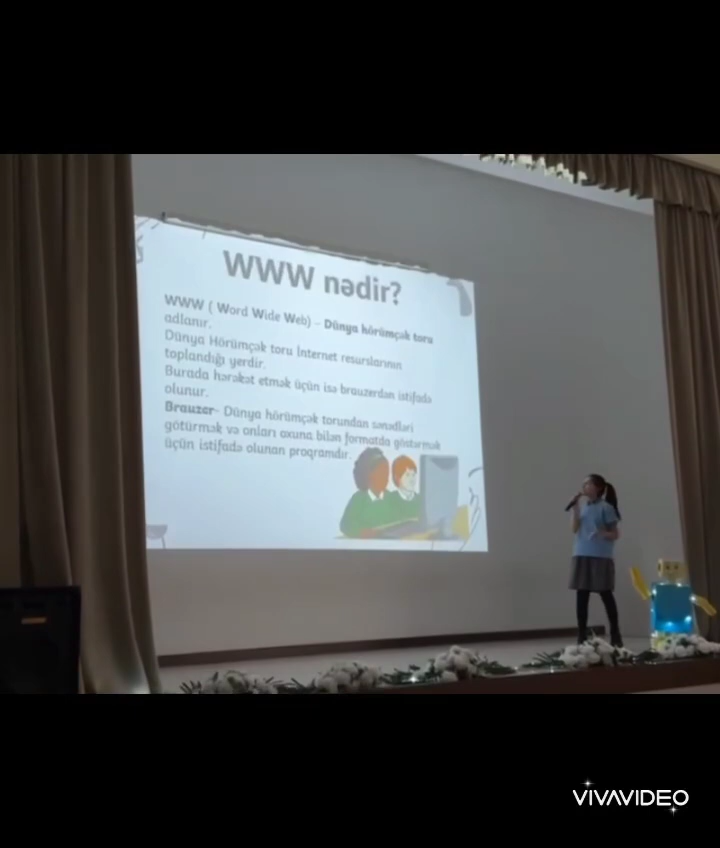 WWW nədir?
WWW ( Word Wide Web) – Dünya hörümçək toru
adlanır.
Dünya Hörümçək toru İnternet resurslarının
toplandığı yerdir.
Burada hərəkət etmək üçün isə brauzerdən istifadə
olunur.
Brauzer– Dünya hörümçək torundan sənədləri
götürmək və onları oxuna bilən formatda göstərmək
üçün istifadə olunan proqramdır.
VIVAVIDEO